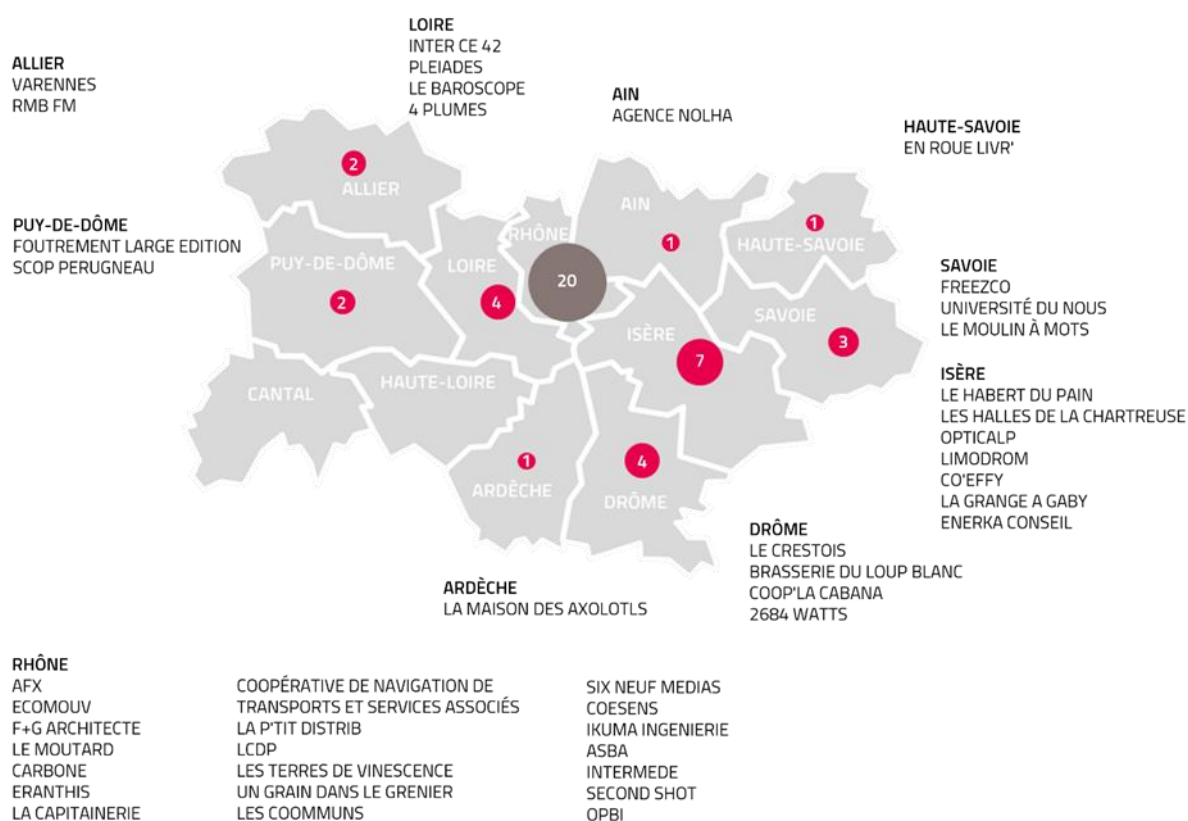 LOIRE
INTER CE 42
PLEIADES
LE BAROSCOPE
4 PLUMES
ALLIER
VARENNES
RMB FM
AIN
AGENCE NOLHA
HAUTE-SAVOIE
EN ROUE LIVR'
PUY-DE-DÔME
FOUTREMENT LARGE EDITION
SCOP PERUGNEAU
2
ALLIER
RHÔNE
AIN
1
1
HAUTE-SAVOIE
PUY-DE-DÔME
2
LOIRE
4
20
ISÈRE
7
SAVOIE
3
CANTAL
HAUTE-LOIRE
1
ARDÈCHE
4
DRÔME
SAVOIE
FREEZCO
UNIVERSITÉ DU NOUS
LE MOULIN À MOTS
ISÈRE
LE HABERT DU PAIN
LES HALLES DE LA CHARTREUSE
OPTICALP
LIMODROM
CO'EFFY
LA GRANGE A GABY
ENERKA CONSEIL
DRÔME
LE CRESTOIS
BRASSERIE DU LOUP BLANC
COOP'LA CABANA
2684 WATTS
ARDÈCHE
LA MAISON DES AXOLOTLS
RHÔNE
AFX
ECOMOUV
F+G ARCHITECTE
LE MOUTARD
CARBONE
ERANTHIS
LA CAPITAINERIE
COOPÉRATIVE DE NAVIGATION DE
TRANSPORTS ET SERVICES ASSOCIÉS
LA P'TIT DISTRIB
LCDP
LES TERRES DE VINESCENCE
UN GRAIN DANS LE GRENIER
LES COOMMUNS
SIX NEUF MEDIAS
COESENS
IKUMA INGENIERIE
ASBA
INTERMEDE
SECOND SHOT
OPBI